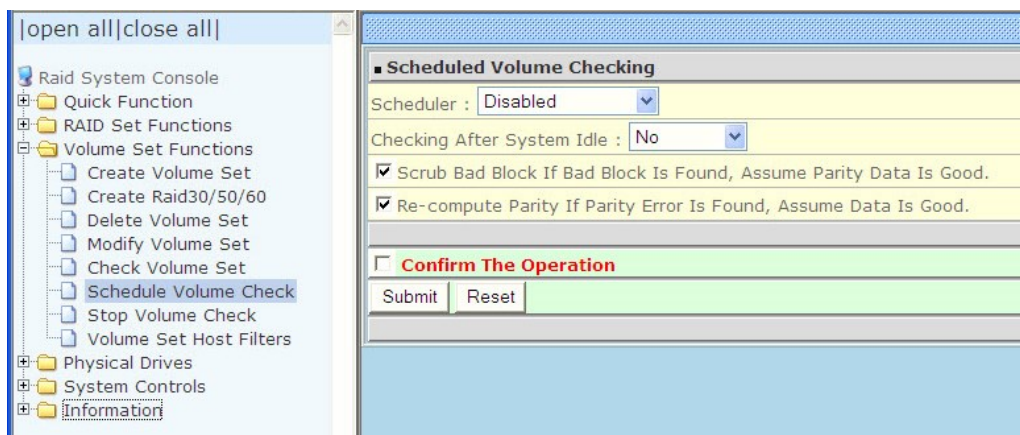 |open all|close all|
Raid System Console
Quick Function
RAID Set Functions
Volume Set Functions
Create Volume Set
Create Raid30/50/60
Delete Volume Set
Modify Volume Set
Check Volume Set
Schedule Volume Check
Stop Volume Check
Volume Set Host Filters
Physical Drives
System Controls
Information
Scheduled Volume Checking
Scheduler : Disabled
Checking After System Idle : No
Scrub Bad Block If Bad Block Is Found, Assume Parity Data Is Good.
Re-compute Parity If Parity Error Is Found, Assume Data Is Good.
Confirm The Operation
Submit Reset